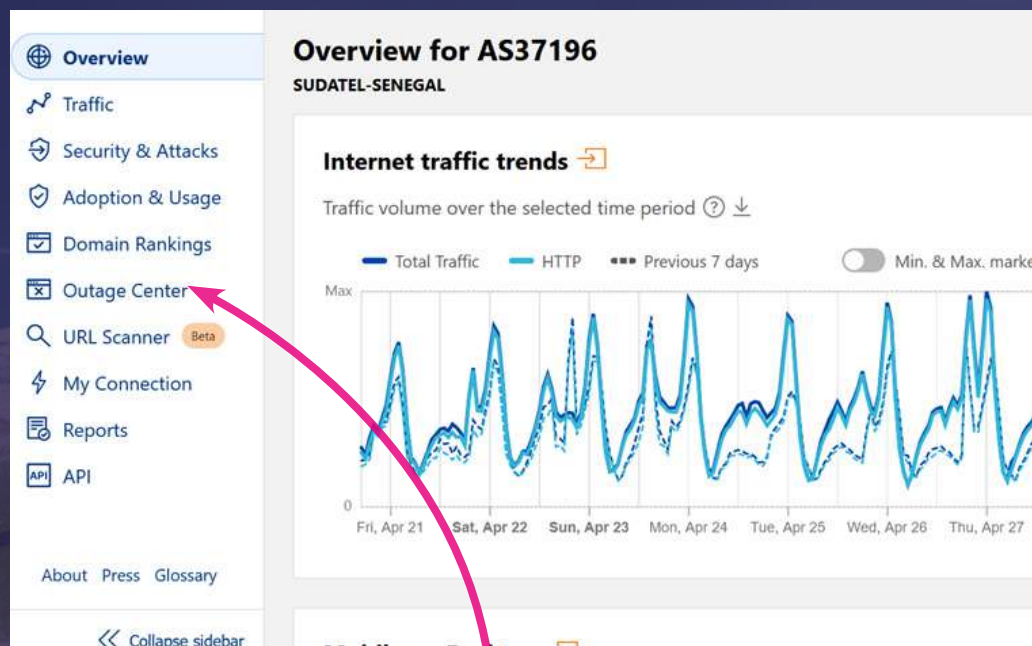 Overview
Traffic
Security & Attacks
Adoption & Usage
Domain Rankings
Outage Center
URL Scanner Beta
My Connection
Reports
API API
About Press Glossary
Collapse sidebar
Overview for AS37196
SUDATEL-SENEGAL
Internet traffic trends
Traffic volume over the selected time period ?
Total Traffic HTTP Previous 7 days Min. & Max. marke
Max
0
Fri, Apr 21 Sat, Apr 22 Sun, Apr 23 Mon, Apr 24 Tue, Apr 25 Wed, Apr 26 Thu, Apr 27